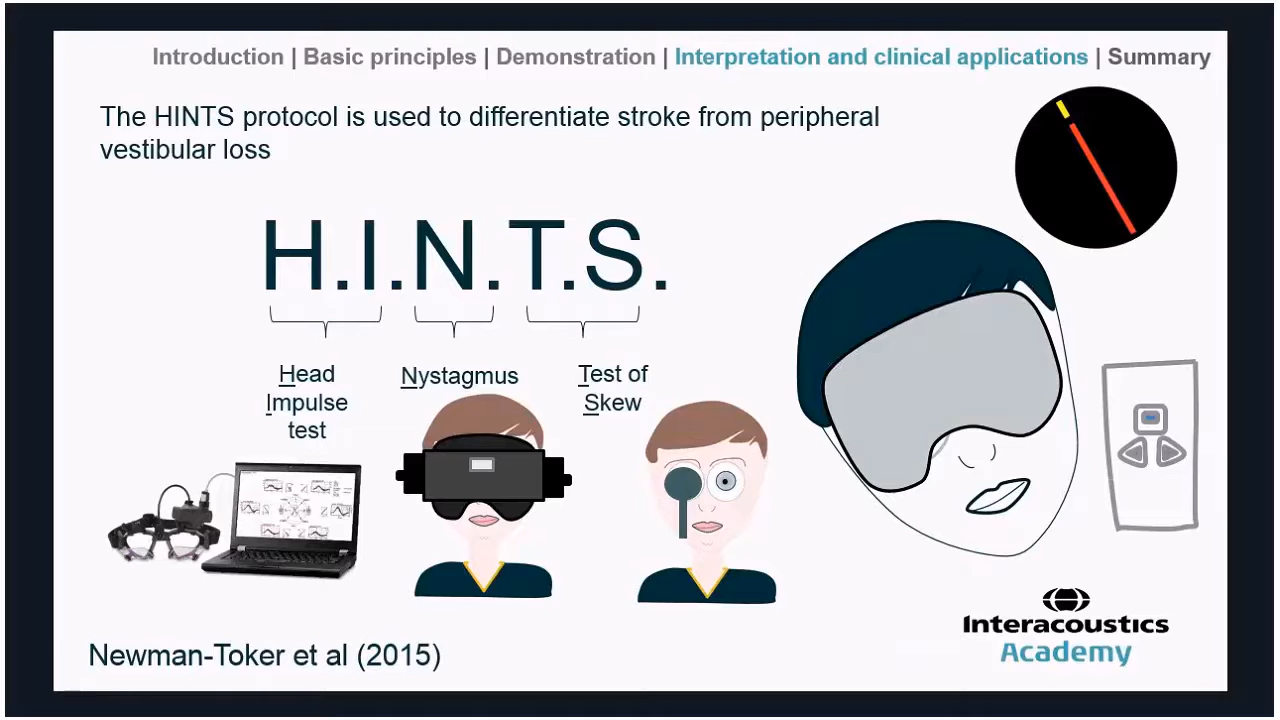 Introduction | Basic principles | Demonstration | Interpretation and clinical applications | Summary
The HINTS protocol is used to differentiate stroke from peripheral
vestibular loss
H.I.N.T.S.
Head
Impulse
test
Nystagmus
Test of
Skew
Newman-Toker et al (2015)
Interacoustics
Academy